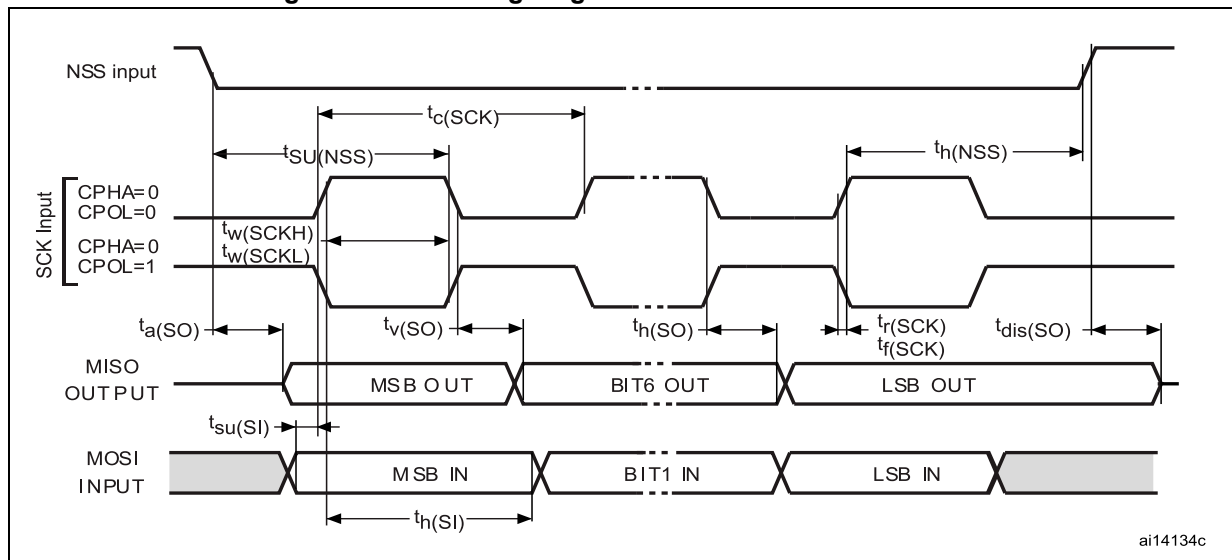 NSS input
tc(SCK)
tSU(NSS)
th(NSS)
SCK Input
CPHA=0
CPOL=0
CPHA=0
CPOL=1
tw(SCKH)
tw(SCKL)
ta(SO)
tv(SO)
th(SO)
tr(SCK)
tf(SCK)
tdis(SO)
MISO
OUTPUT
MSB OUT
BIT6 OUT
LSB OUT
tsu(SI)
MOSI
INPUT
MSB IN
BIT1 IN
LSB IN
th(SI)
ai14134c